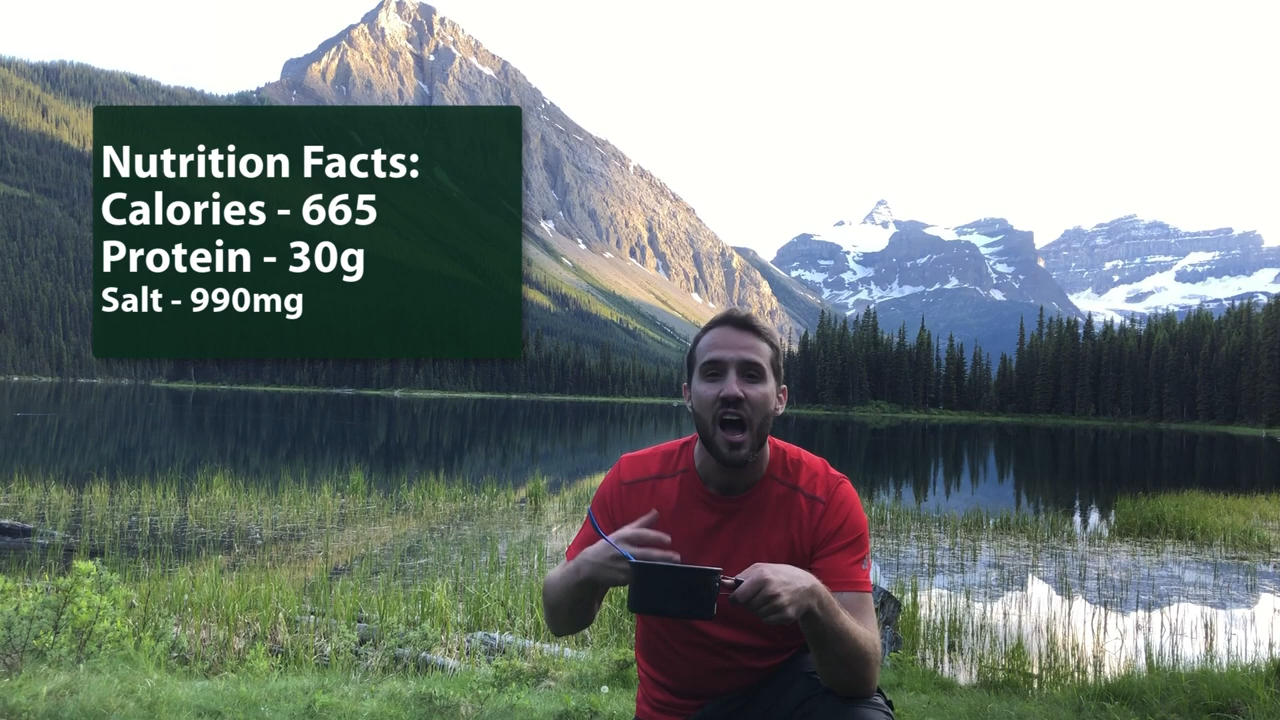 Nutrition Facts:
Calories - 665
Protein - 30g
Salt - 990mg